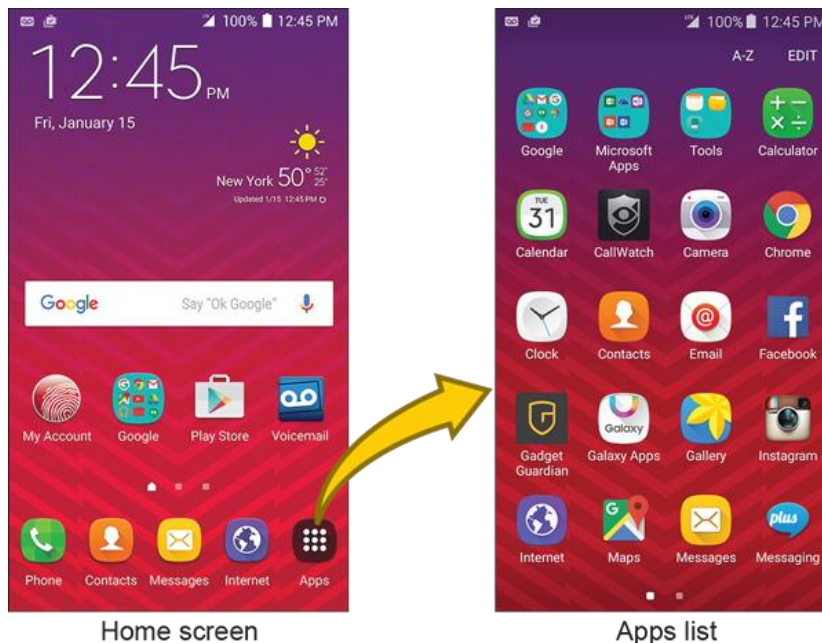 100% 12:45 PM
12:45 PM
Fri, January 15
New York 50° 52°
25°
Updated 1/15 12:45 PM
Google Say "Ok Google"
My Account Google Play Store Voicemail
Phone Contacts Messages Internet Apps
Home screen
100% 12:45 PM
A-Z EDIT
Google Microsoft Apps Tools Calculator
TUE
31
Calendar CallWatch Camera Chrome
Clock Contacts Email Facebook
Galaxy
Gadget Guardian Galaxy Apps Gallery Instagram
G
plus
Internet Maps Messages Messaging
Apps list